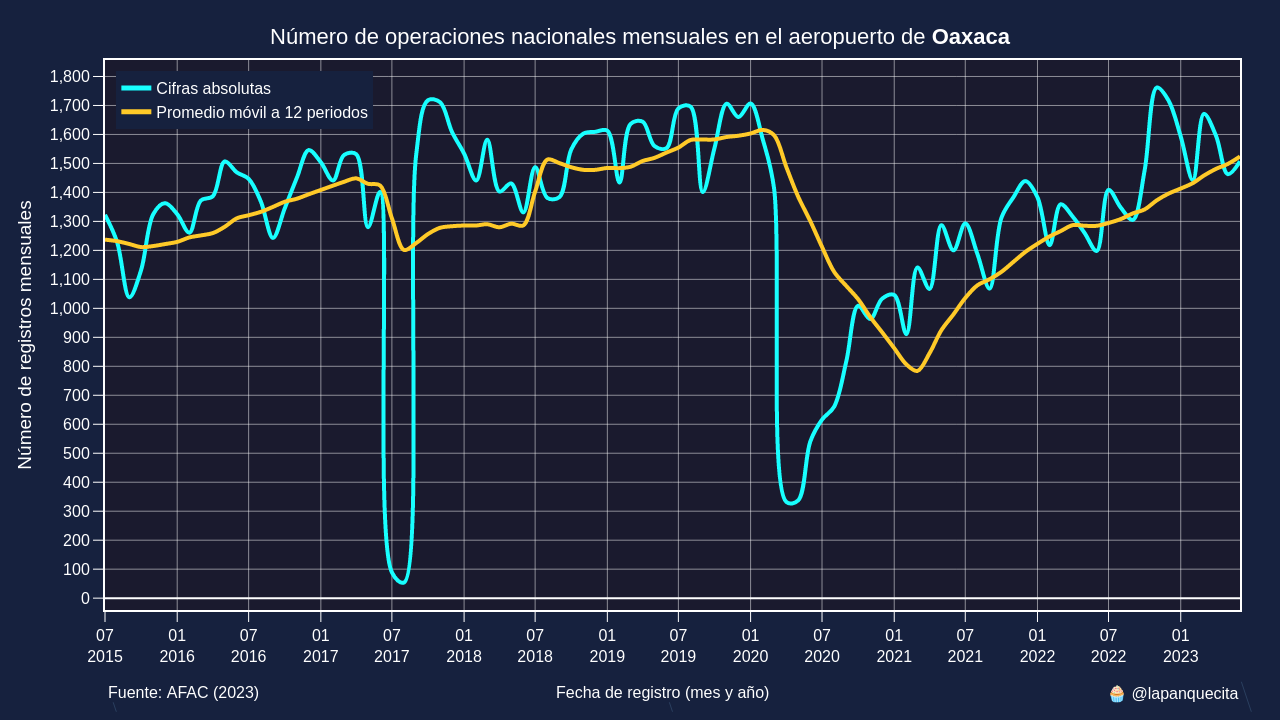 Número de operaciones nacionales mensuales en el aeropuerto de Oaxaca
Cifras absolutas
Promedio móvil a 12 periodos
Número de registros mensuales
1,800
1,700
1,600
1,500
1,400
1,300
1,200
1,100
1,000
900
800
700
600
500
400
300
200
100
0
07 01 07 01 07 01 07 01 07 01 07 01 07 01 07 01
2015 2016 2016 2017 2017 2018 2018 2019 2019 2020 2020 2021 2021 2022 2022 2023
Fuente: AFAC (2023)
Fecha de registro (mes y año)
🧁 @lapanquecita